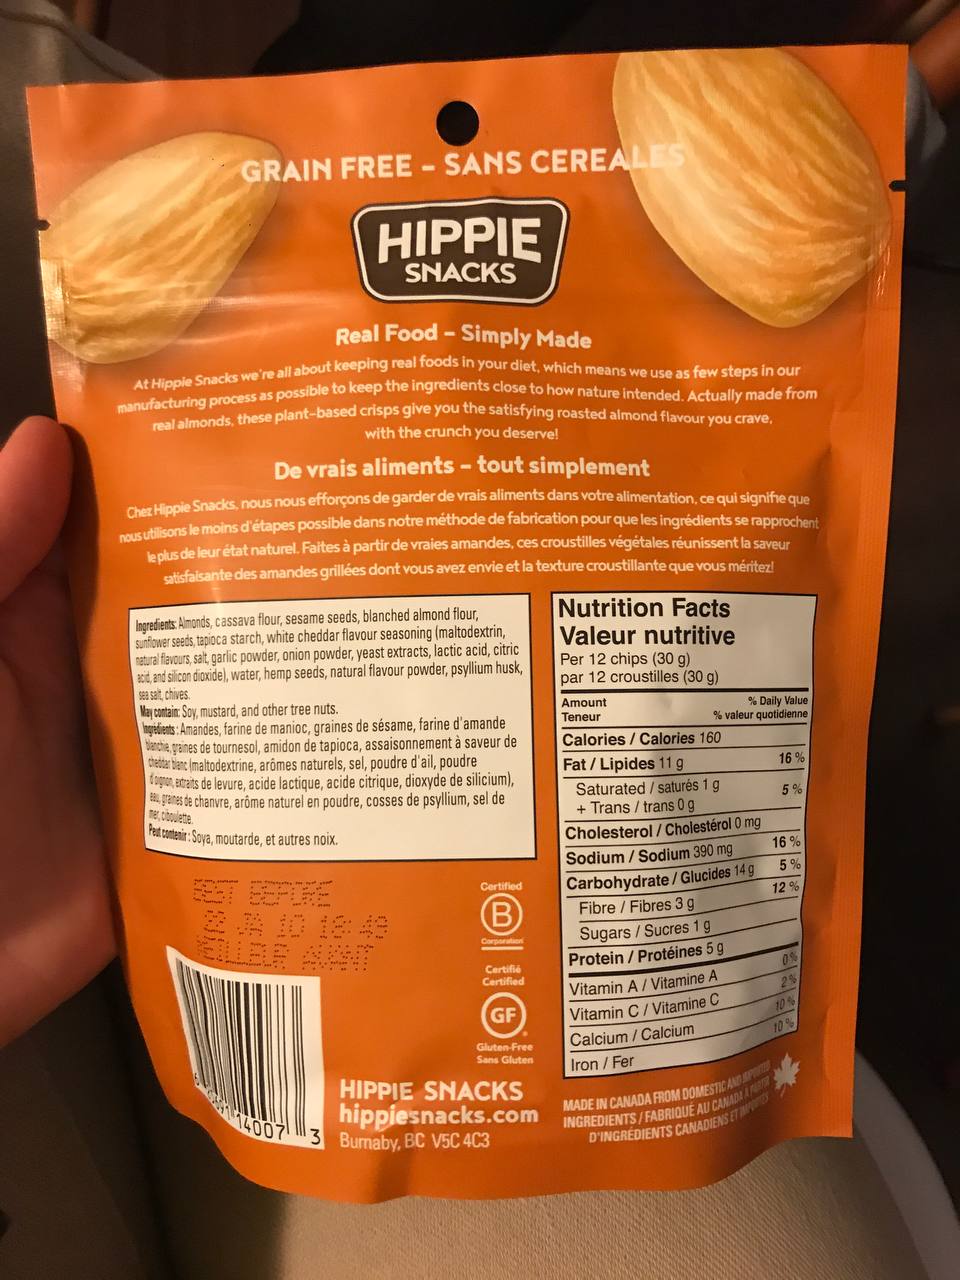 GRAIN FREE – SANS CEREALES
HIPPIE
SNACKS
Real Food – Simply Made
At Hippie Snacks we're all about keeping real foods in your diet, which means we use as few steps in our
manufacturing process as possible to keep the ingredients close to how nature intended. Actually made from
real almonds, these plant-based crisps give you the satisfying roasted almond flavour you crave,
with the crunch you deserve!
De vrais aliments – tout simplement
Chez Hippie Snacks, nous nous efforçons de garder de vrais aliments dans votre alimentation, ce qui signifie que
nous utilisons le moins d'étapes possible dans notre méthode de fabrication pour que les ingrédients se rapprochent
le plus de leur état naturel. Faites à partir de vraies amandes, ces croustilles végétales réunissent la saveur
satisfaisante des amandes grillées dont vous avez envie et la texture croustillante que vous méritez!
Ingredients: Almonds, cassava flour, sesame seeds, blanched almond flour,
sunflower seeds, tapioca starch, white cheddar flavour seasoning (maltodextrin,
natural flavours, salt, garlic powder, onion powder, yeast extracts, lactic acid, citric
acid, and silicon dioxide), water, hemp seeds, natural flavour powder, psyllium husk,
sea salt, chives.
May contain: Soy, mustard, and other tree nuts.
Ingrédients : Amandes, farine de manioc, graines de sésame, farine d'amande
blanchie, graines de tournesol, amidon de tapioca, assaisonnement à saveur de
cheddar blanc (maltodextrine, arômes naturels, sel, poudre d'ail, poudre
d'oignon, extraits de levure, acide lactique, acide citrique, dioxyde de silicium),
eau, graines de chanvre, arôme naturel en poudre, cosses de psyllium, sel de
mer, ciboulette.
Peut contenir : Soya, moutarde, et autres noix.
Nutrition Facts
Valeur nutritive
Per 12 chips (30 g)
par 12 croustilles (30 g)
Amount % Daily Value
Teneur % valeur quotidienne
Calories / Calories 160
Fat / Lipides 11 g 16 %
Saturated / saturés 1 g
+ Trans / trans 0 g 5 %
Cholesterol / Cholestérol 0 mg
Sodium / Sodium 390 mg 16 %
Carbohydrate / Glucides 14 g 5 %
Fibre / Fibres 3 g 12 %
Sugars / Sucres 1 g
Protein / Protéines 5 g
Vitamin A / Vitamine A 0 %
Vitamin C / Vitamine C 2 %
Calcium / Calcium 10 %
Iron / Fer 10 %
Certified
B
Corporation
Certifié
Certified
GF
Gluten-Free
Sans Gluten
14007 3
HIPPIE SNACKS
hippiesnacks.com
Burnaby, BC V5C 4C3
MADE IN CANADA FROM DOMESTIC AND IMPORTED
INGREDIENTS / FABRIQUÉ AU CANADA À PARTIR
D'INGRÉDIENTS CANADIENS ET IMPORTÉS